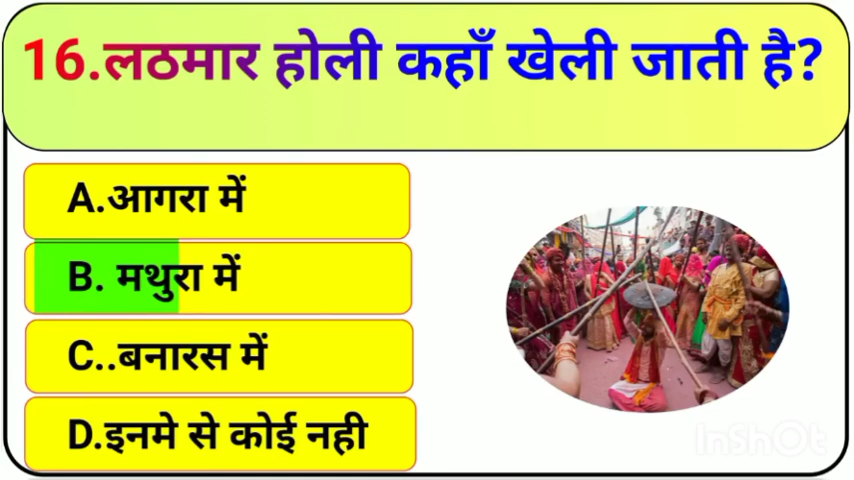 16.लठमार होली कहाँ खेली जाती है?
A.आगरा में
B. मथुरा में
C..बनारस में
D.इनमे से कोई नही
InShOt